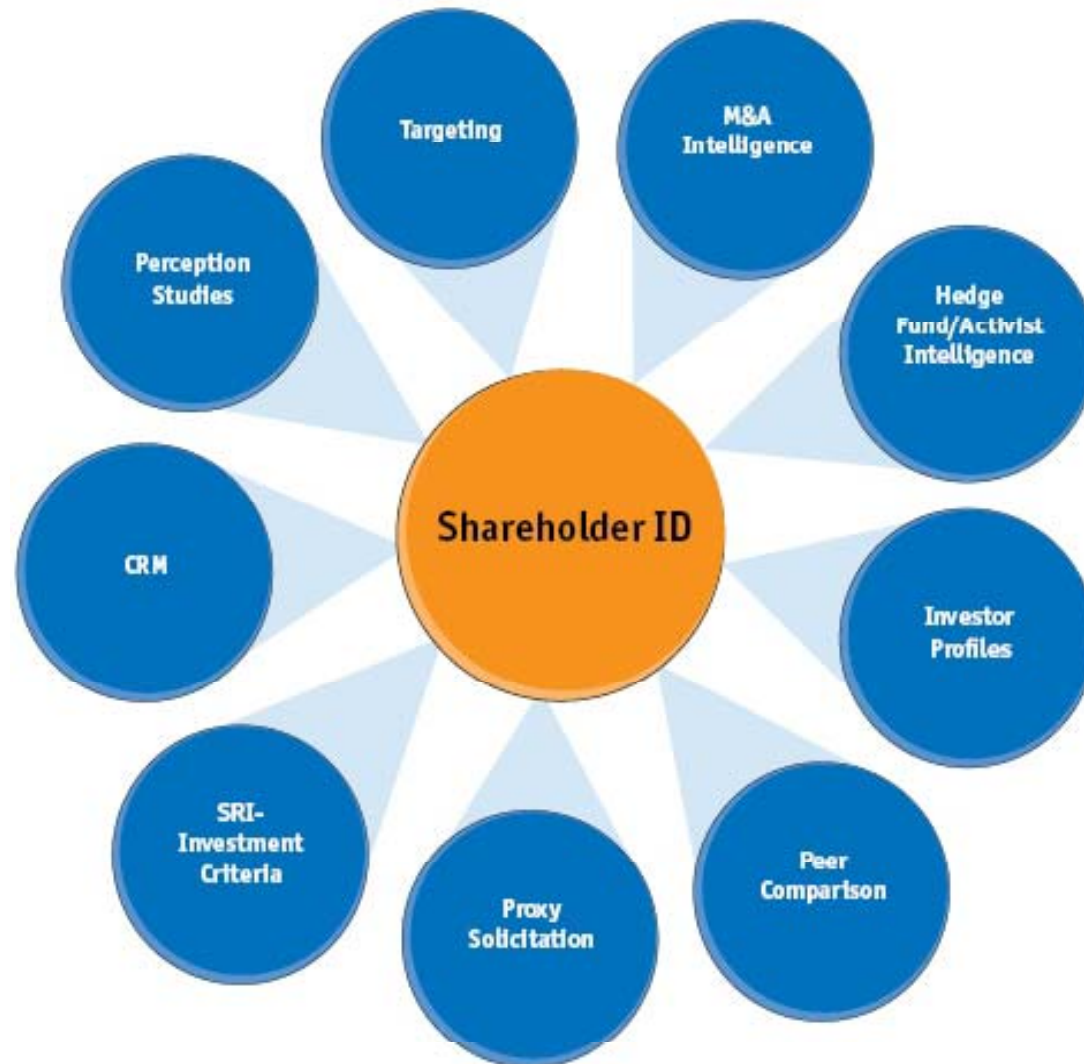 Targeting
M&A
Intelligence
Perception
Studies
Hedge
Fund/Activist
Intelligence
Shareholder ID
CRM
Investor
Profiles
SRI-
Investment
Criteria
Peer
Comparison
Proxy
Solicitation